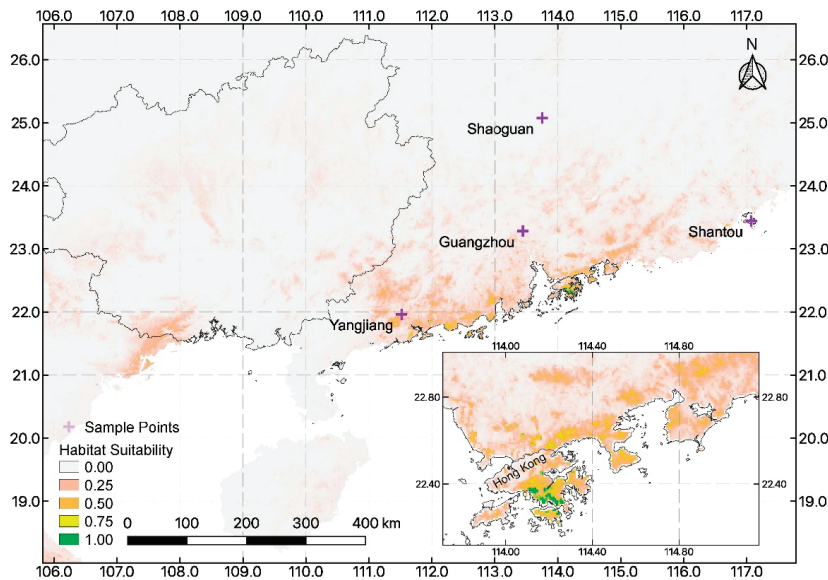 106.0 107.0 108.0 109.0 110.0 111.0 112.0 113.0 114.0 115.0 116.0 117.0
26.0 26.0
N
25.0 25.0
Shaoguan
24.0 24.0
Shantou
23.0 23.0
Guangzhou
22.0 22.0
Yangjiang
21.0 21.0
114.00 114.40 114.80
22.80 22.80
Hong Kong
22.40 22.40
114.00 114.40 114.80
20.0 20.0
Sample Points
Habitat Suitability
0.00
0.25
0.50
0.75
1.00
19.0 19.0
0 100 200 300 400 km
106.0 107.0 108.0 109.0 110.0 111.0 112.0 113.0 114.0 115.0 116.0 117.0